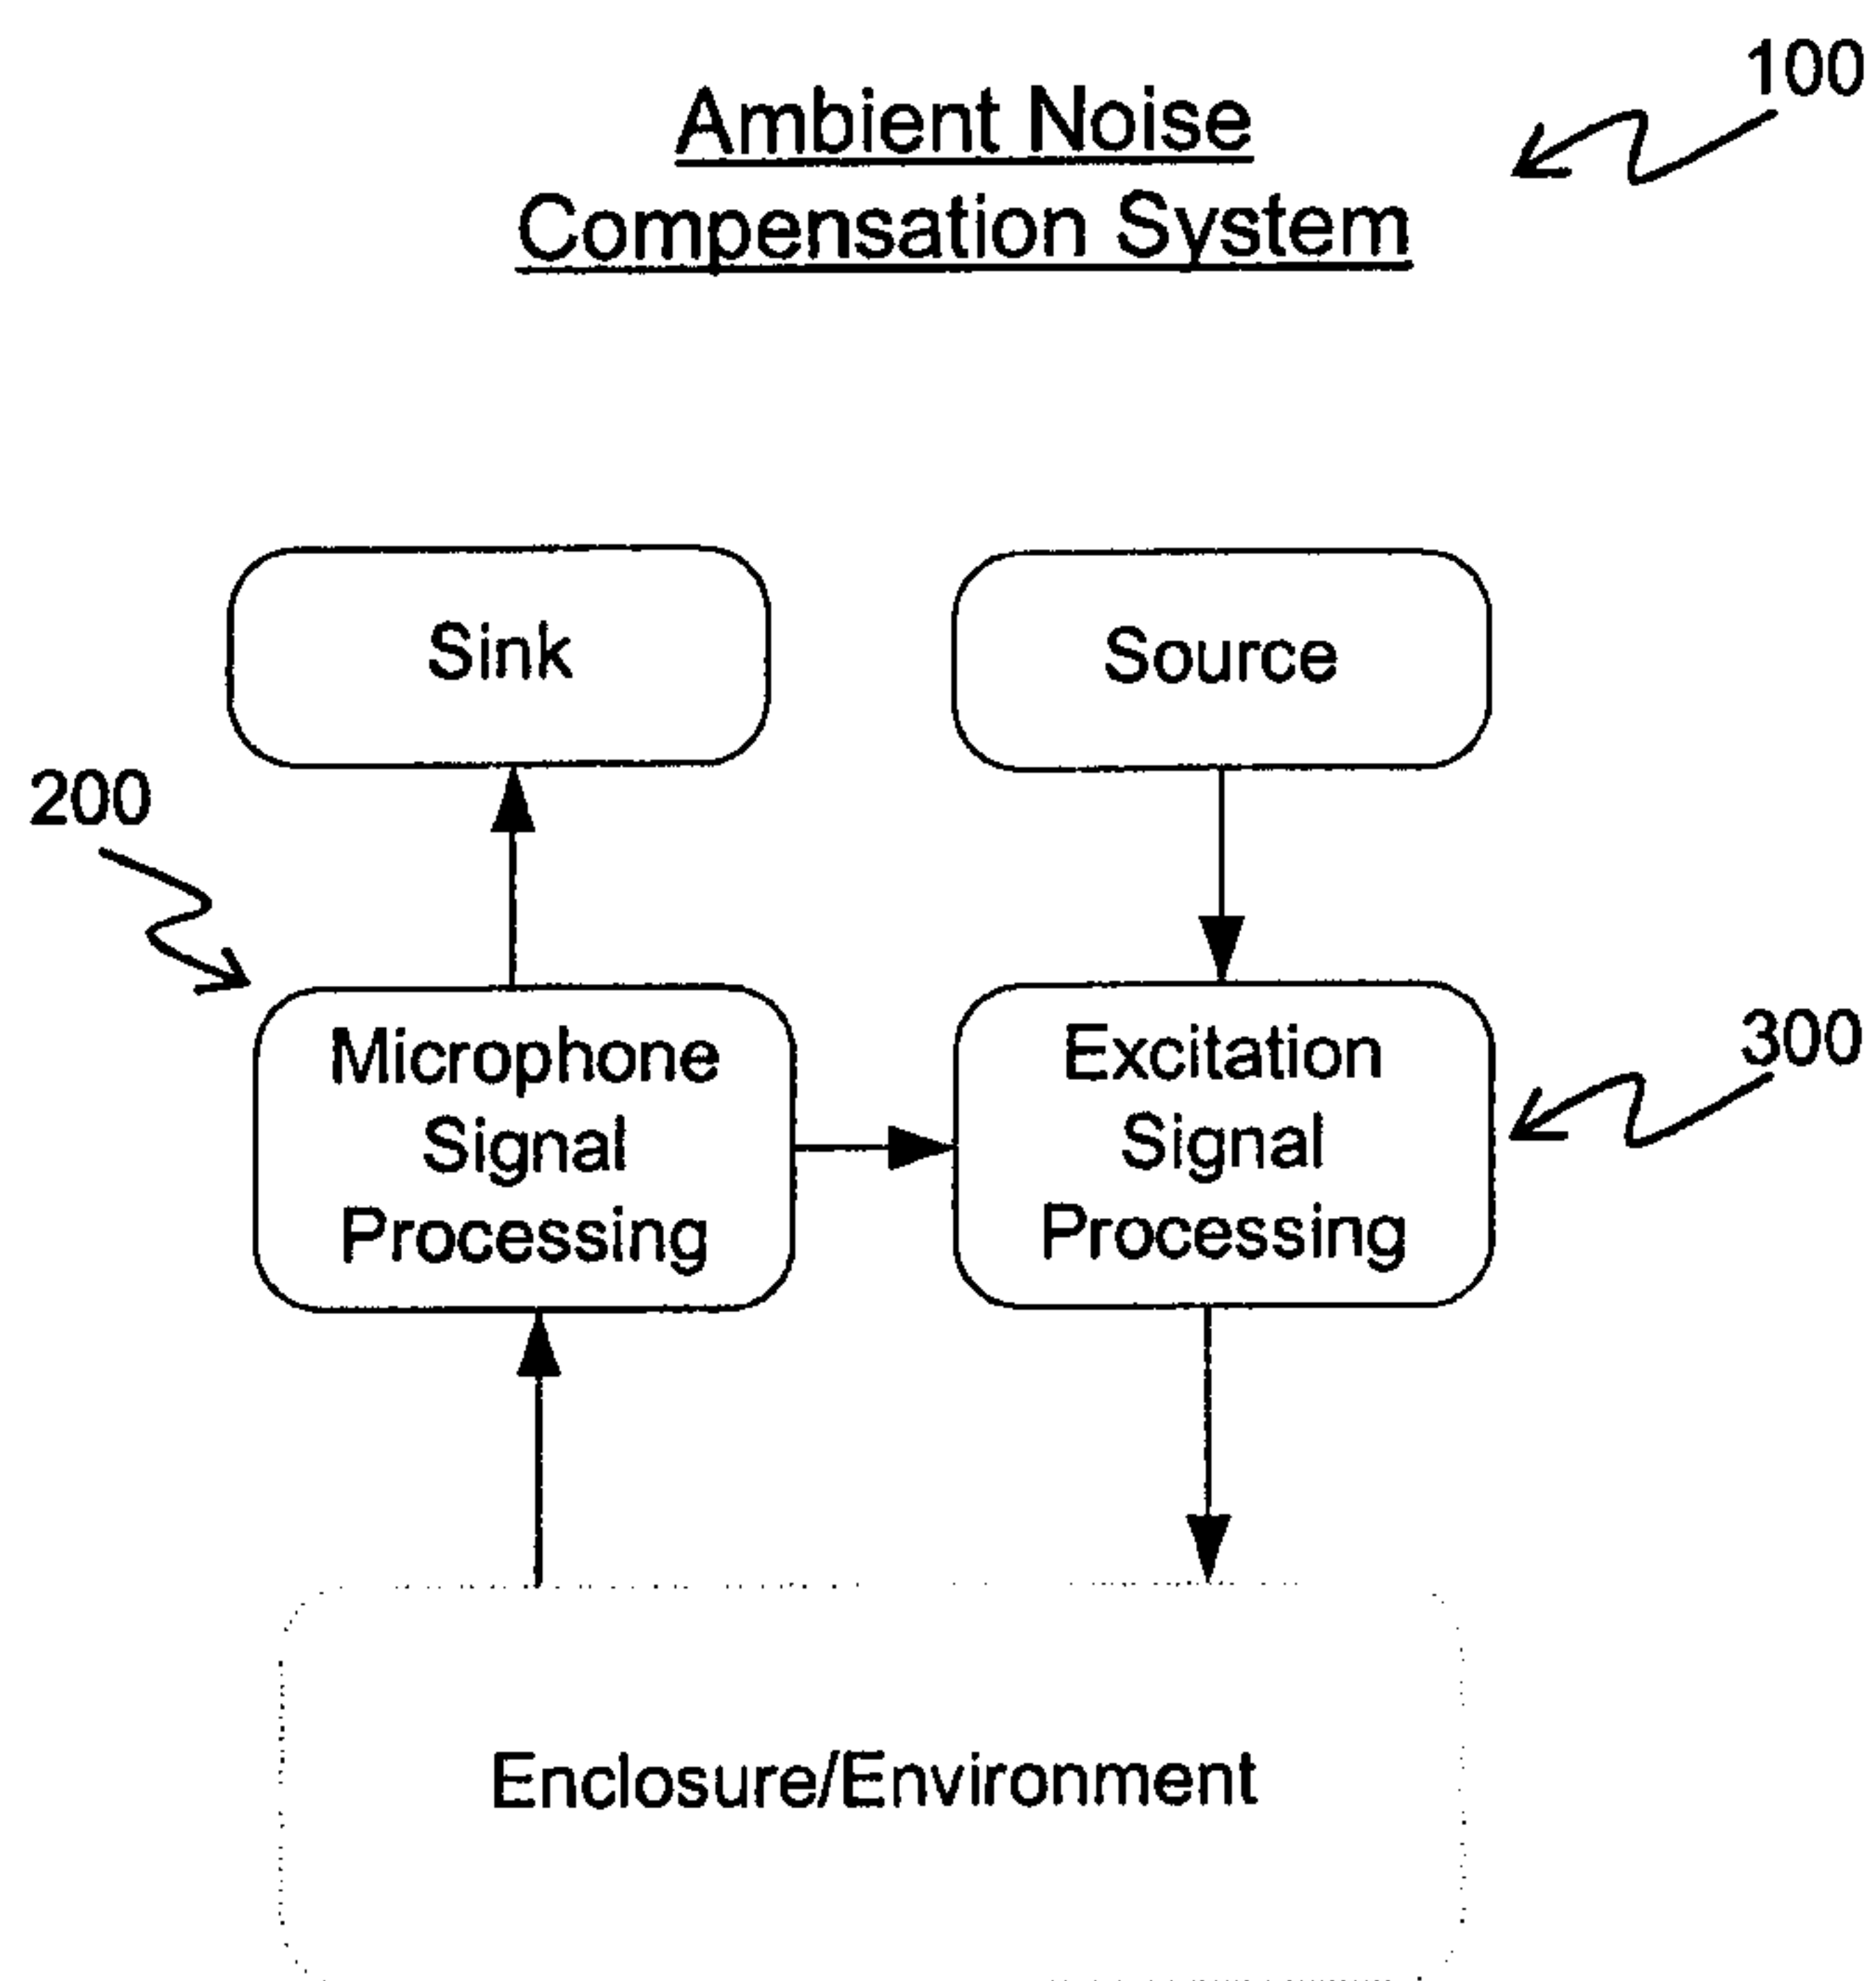 100
Ambient Noise
Compensation System
Sink
Source
200
Microphone
Signal
Processing
Excitation
Signal
Processing
300
Enclosure/Environment